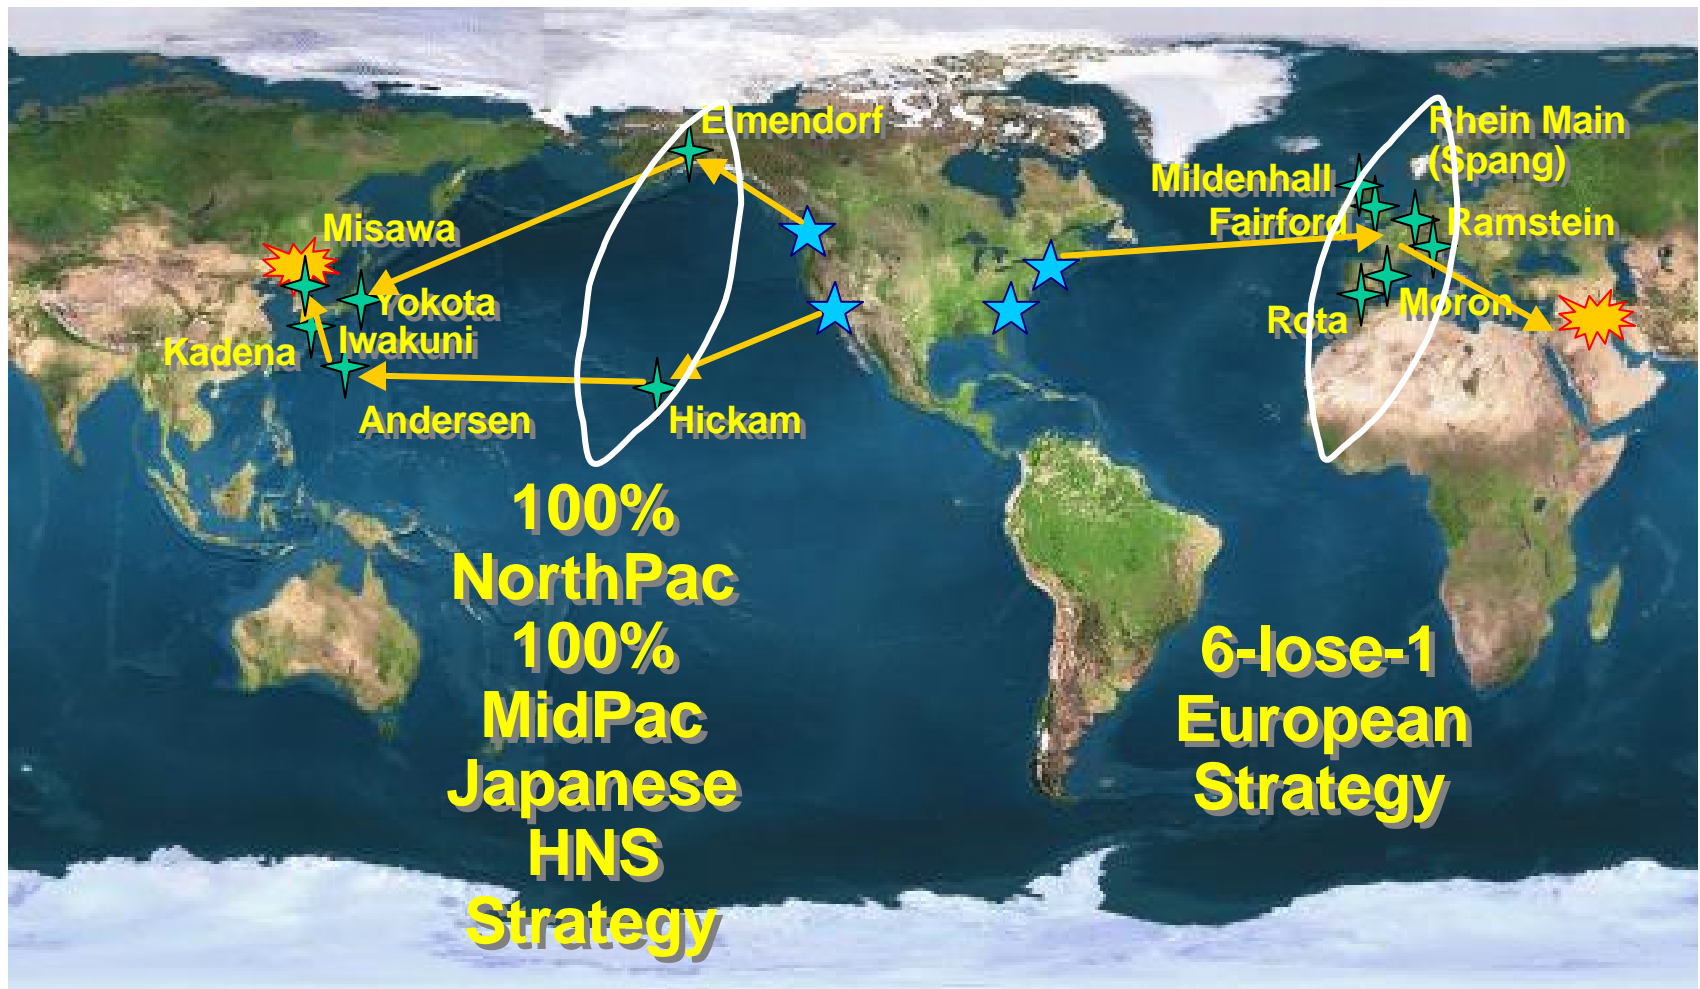 Elmendorf
Rhein Main
(Spang)
Mildenhall
Fairford
Ramstein
Misawa
Yokota
Iwakuni
Kadena
Moron
Rota
Andersen
Hickam
100%
NorthPac
100%
MidPac
Japanese
HNS
Strategy
6-lose-1
European
Strategy